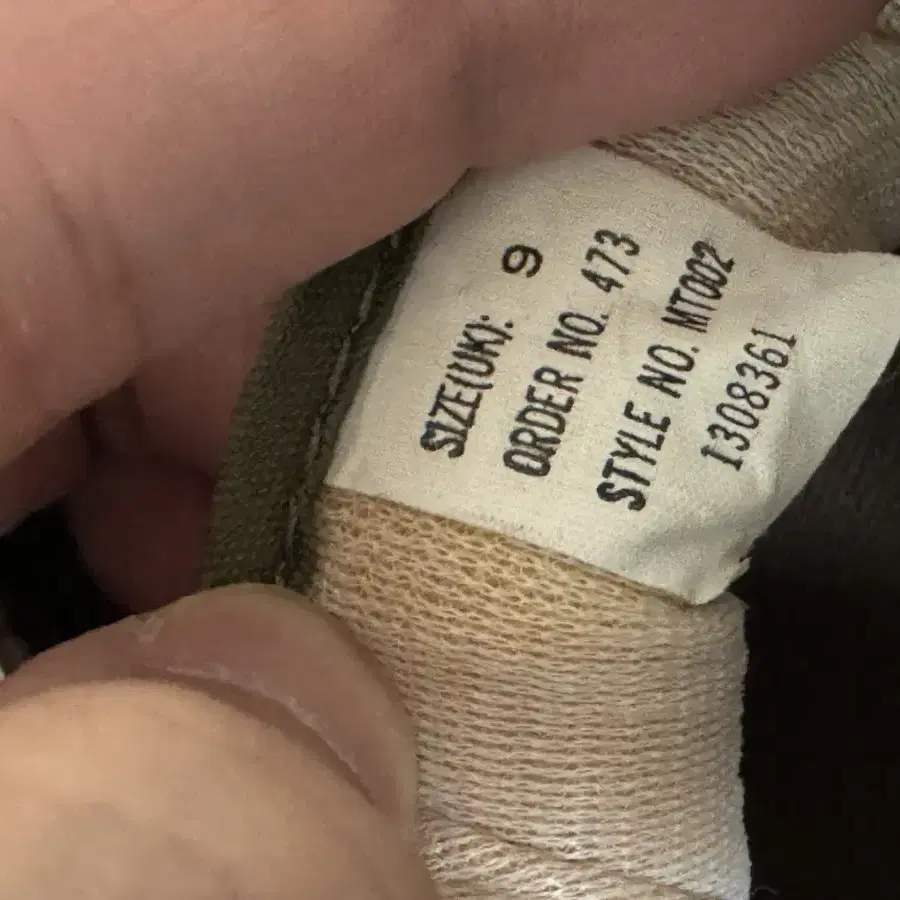 SIZE(UK): 9
ORDER NO. 473
STYLE NO. MT002
1308361